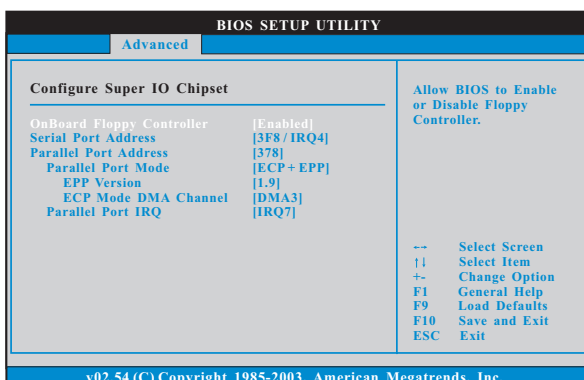 BIOS SETUP UTILITY
Advanced
Configure Super IO Chipset
OnBoard Floppy Controller [Enabled]
Serial Port Address [3F8 / IRQ4]
Parallel Port Address [378]
Parallel Port Mode [ECP + EPP]
EPP Version [1.9]
ECP Mode DMA Channel [DMA3]
Parallel Port IRQ [IRQ7]
Allow BIOS to Enable
or Disable Floppy
Controller.
←→ Select Screen
↑↓ Select Item
+- Change Option
F1 General Help
F9 Load Defaults
F10 Save and Exit
ESC Exit
v02.54 (C) Copyright 1985-2003, American Megatrends, Inc.